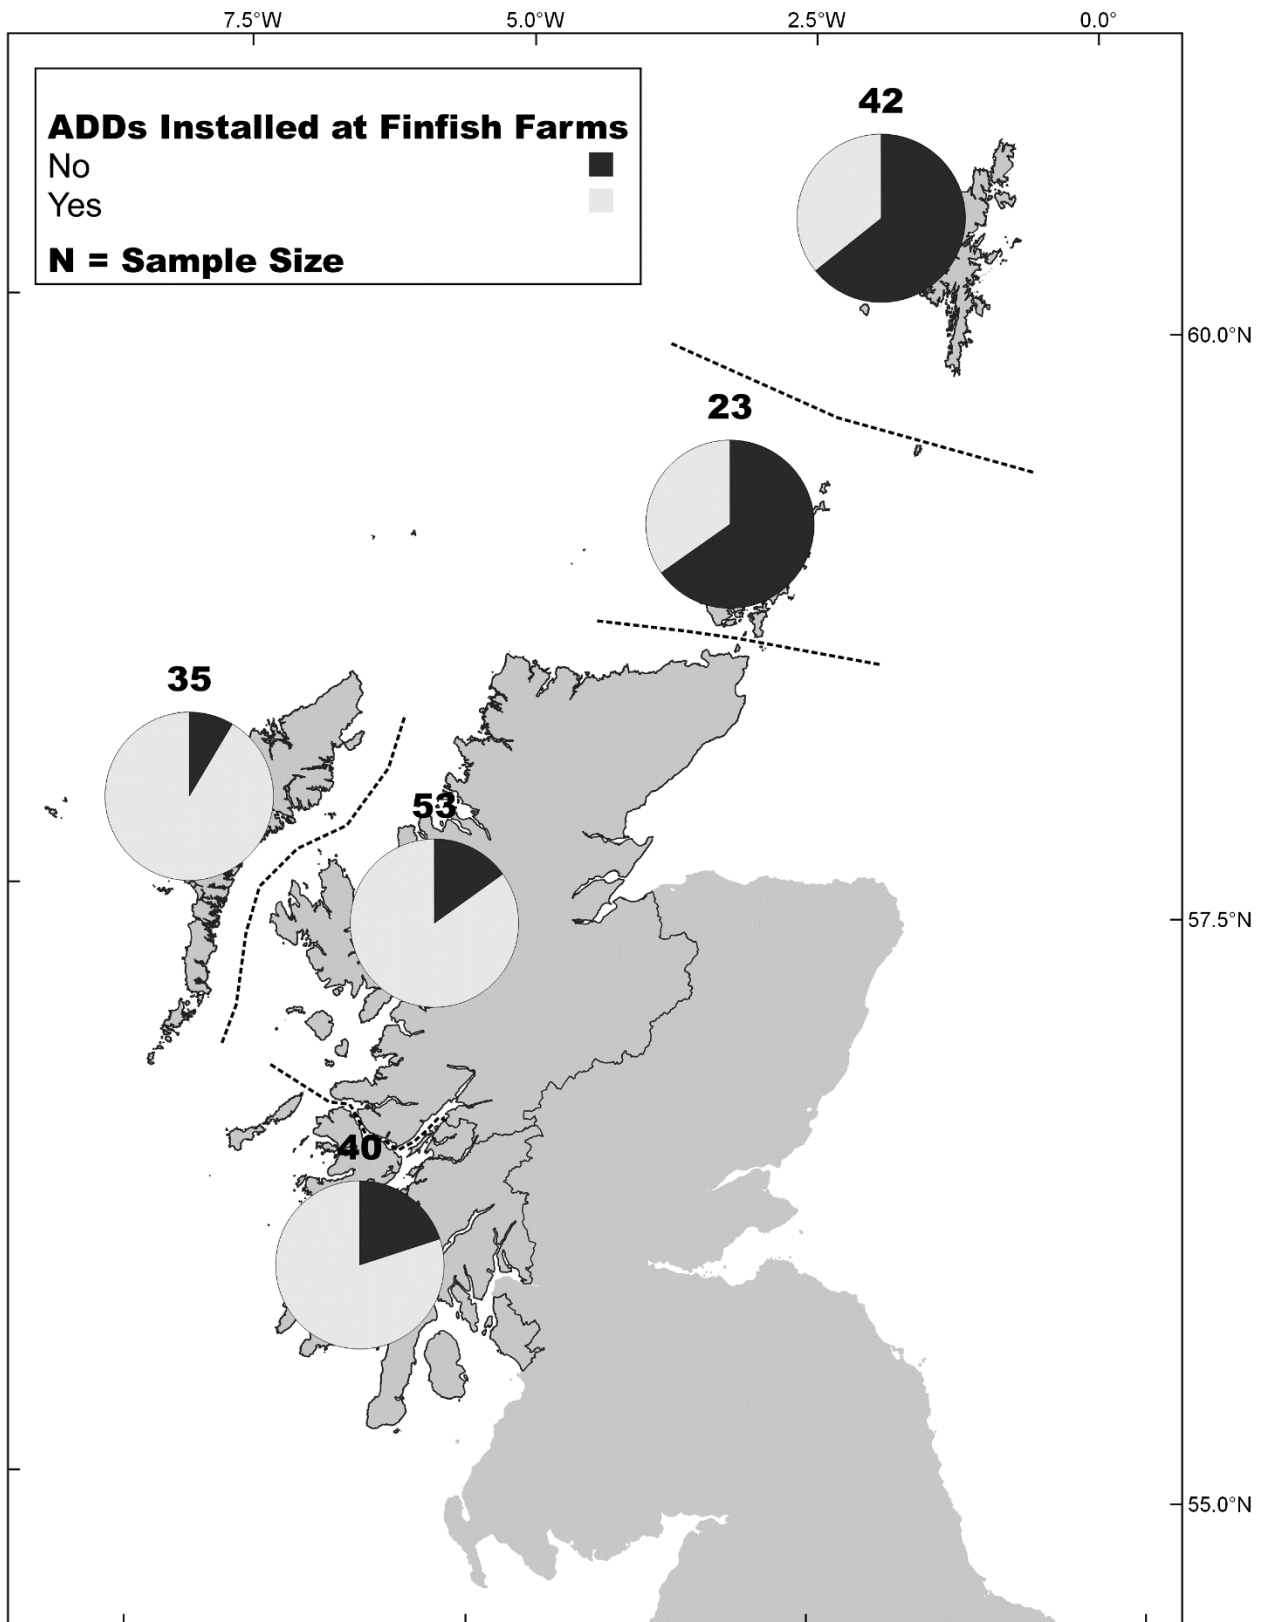 7.5°W 5.0°W 2.5°W 0.0°
ADDs Installed at Finfish Farms
No
Yes
N = Sample Size
42
60.0°N
23
35
53
57.5°N
40
55.0°N